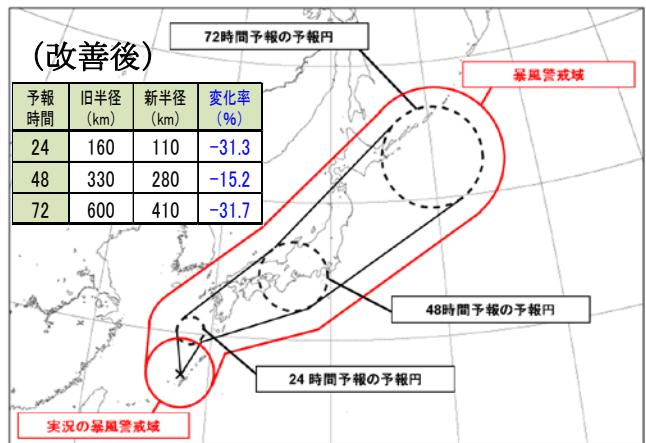 72時間予報の予報円
(改善後)
暴風警戒域
予報時間 旧半径(km) 新半径(km) 変化率(%)
24 160 110 -31.3
48 330 280 -15.2
72 600 410 -31.7
48時間予報の予報円
24 時間予報の予報円
実況の暴風警戒域